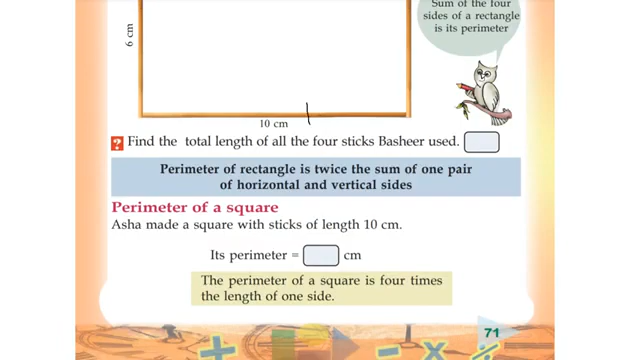 Sum of the four
sides of a rectangle
is its perimeter
6 cm
10 cm
? Find the total length of all the four sticks Basheer used.
Perimeter of rectangle is twice the sum of one pair
of horizontal and vertical sides
Perimeter of a square
Asha made a square with sticks of length 10 cm.
Its perimeter = cm
The perimeter of a square is four times
the length of one side.
71
+ - × ÷